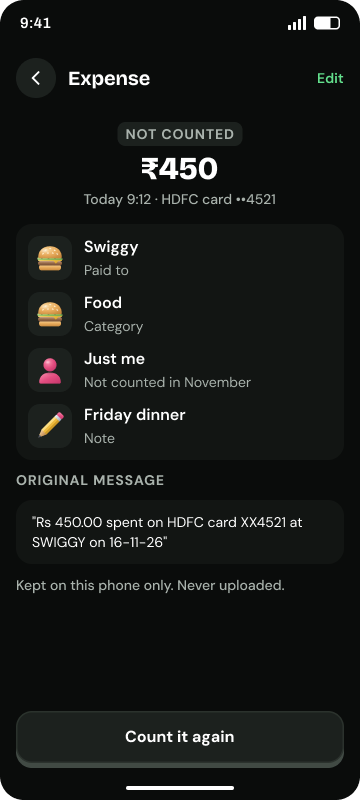 9:41
Expense
Edit
NOT COUNTED
₹450
Today 9:12 · HDFC card ••4521
Swiggy
Paid to
Food
Category
Just me
Not counted in November
Friday dinner
Note
ORIGINAL MESSAGE
"Rs 450.00 spent on HDFC card XX4521 at
SWIGGY on 16-11-26"
Kept on this phone only. Never uploaded.
Count it again